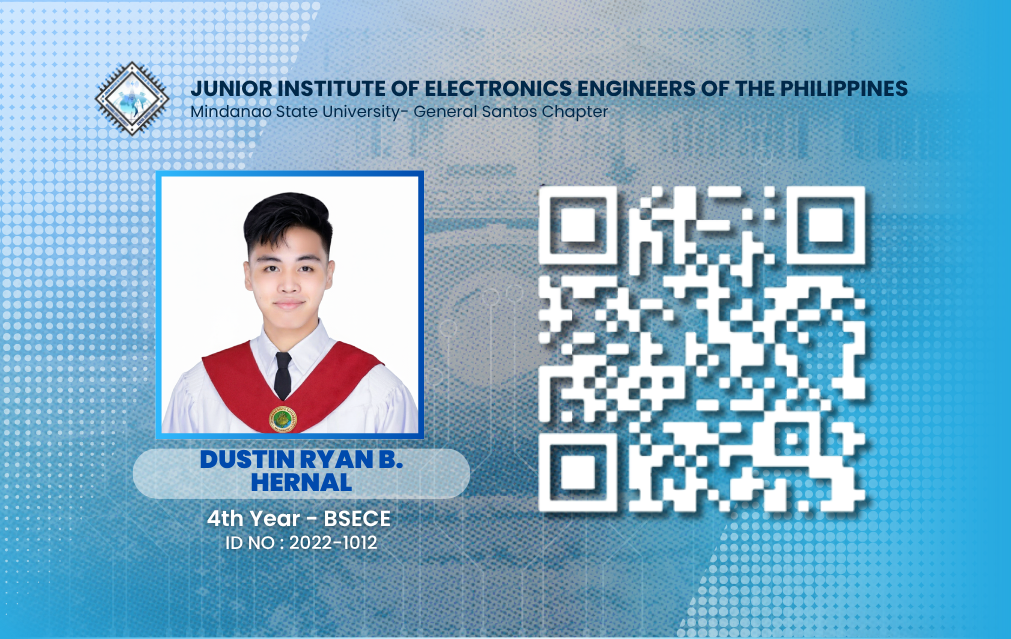 JUNIOR INSTITUTE OF ELECTRONICS ENGINEERS OF THE PHILIPPINES
Mindanao State University- General Santos Chapter
DUSTIN RYAN B.
HERNAL
4th Year - BSECE
ID NO : 2022-1012